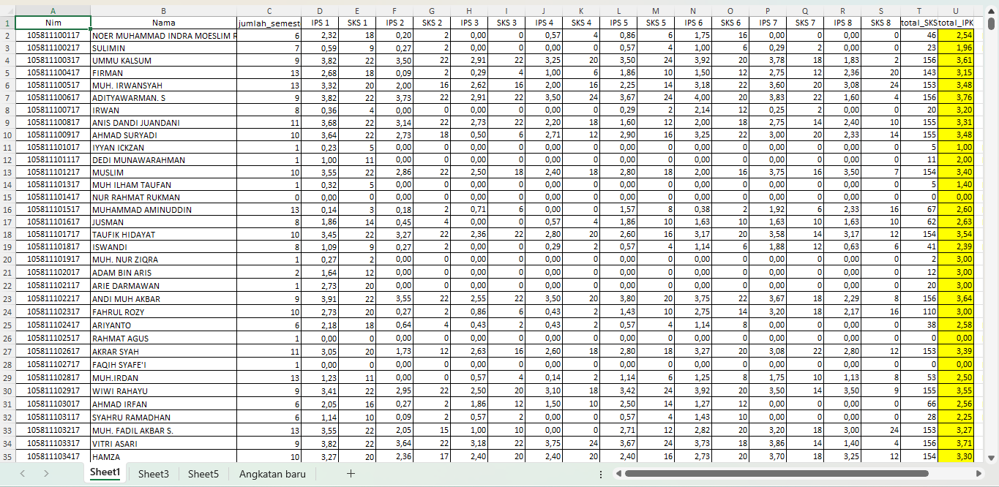 A B C D E F G H I J K L M N O P Q R S T U
1 Nim Nama jumlah_semest IPS 1 SKS 1 IPS 2 SKS 2 IPS 3 SKS 3 IPS 4 SKS 4 IPS 5 SKS 5 IPS 6 SKS 6 IPS 7 SKS 7 IPS 8 SKS 8 total_SKS total_IPK
2 105811100117 NOER MUHAMMAD INDRA MOESLIM R 6 2,32 18 0,20 2 0,00 0 0,57 4 0,86 6 1,75 16 0,00 0 0,00 0 46 2,54
3 105811100217 SULIMIN 7 0,59 9 0,27 2 0,00 0 0,00 0 0,57 4 1,00 6 0,29 2 0,00 0 23 1,96
4 105811100317 UMMU KALSUM 9 3,82 22 3,50 22 2,91 22 3,25 20 3,50 24 3,92 20 3,78 18 1,83 2 156 3,61
5 105811100417 FIRMAN 13 2,68 18 0,09 2 0,29 4 1,00 6 1,86 10 1,50 12 2,75 12 2,36 20 143 3,15
6 105811100517 MUH. IRWANSYAH 13 3,32 20 2,00 16 2,62 16 2,00 16 2,25 14 3,18 22 3,60 20 3,08 24 153 3,48
7 105811100617 ADITYAWARMAN. S 9 3,82 22 3,73 22 2,91 22 3,50 24 3,67 24 4,00 20 3,83 22 1,60 4 156 3,76
8 105811100717 IRWAN 8 0,36 4 0,00 0 0,00 0 0,00 0 0,29 2 2,14 12 0,25 2 0,00 0 20 3,20
9 105811100817 ANIS DANDI JUANDANI 11 3,68 22 3,14 22 2,73 22 2,20 18 1,60 12 2,00 18 2,75 14 2,40 10 155 3,31
10 105811100917 AHMAD SURYADI 10 3,64 22 2,73 18 0,50 6 2,71 12 2,90 16 3,25 22 3,00 20 2,33 14 155 3,48
11 105811101017 IYYAN ICKZAN 1 0,23 5 0,00 0 0,00 0 0,00 0 0,00 0 0,00 0 0,00 0 0,00 0 5 1,00
12 105811101117 DEDI MUNAWARAHMAN 1 1,00 11 0,00 0 0,00 0 0,00 0 0,00 0 0,00 0 0,00 0 0,00 0 11 2,00
13 105811101217 MUSLIM 10 3,55 22 2,86 22 2,50 18 2,40 18 2,80 18 2,00 16 3,75 16 3,50 7 154 3,40
14 105811101317 MUH ILHAM TAUFAN 1 0,32 5 0,00 0 0,00 0 0,00 0 0,00 0 0,00 0 0,00 0 0,00 0 5 1,40
15 105811101417 NUR RAHMAT RUKMAN 0 0,00 0 0,00 0 0,00 0 0,00 0 0,00 0 0,00 0 0,00 0 0,00 0 0 0,00
16 105811101517 MUHAMMAD AMINUDDIN 13 0,14 3 0,18 2 0,71 6 0,00 0 1,57 8 0,38 2 1,92 6 2,33 16 67 2,60
17 105811101617 JUSMAN 8 1,86 14 0,45 4 0,00 0 0,57 4 1,86 10 1,63 10 1,63 10 1,63 10 62 2,63
18 105811101717 TAUFIK HIDAYAT 10 3,45 22 3,27 22 2,36 22 2,80 20 2,60 16 3,17 20 3,58 14 3,17 12 154 3,54
19 105811101817 ISWANDI 8 1,09 9 0,27 2 0,00 0 0,29 2 0,57 4 1,14 6 1,88 12 0,63 6 41 2,39
20 105811101917 MUH. NUR ZIQRA 1 0,27 2 0,00 0 0,00 0 0,00 0 0,00 0 0,00 0 0,00 0 0,00 0 2 3,00
21 105811102017 ADAM BIN ARIS 2 1,64 12 0,00 0 0,00 0 0,00 0 0,00 0 0,00 0 0,00 0 0,00 0 12 3,00
22 105811102117 ARIE DARMAWAN 1 2,73 20 0,00 0 0,00 0 0,00 0 0,00 0 0,00 0 0,00 0 0,00 0 20 3,00
23 105811102217 ANDI MUH AKBAR 9 3,91 22 3,55 22 2,55 22 3,50 20 3,80 20 3,75 22 3,67 18 2,29 8 156 3,64
24 105811102317 FAHRUL ROZY 10 2,73 20 0,27 2 0,86 6 0,43 2 1,43 10 2,75 14 3,20 18 2,17 16 110 3,00
25 105811102417 ARIYANTO 6 2,18 18 0,64 4 0,43 2 0,43 2 0,57 4 1,14 8 0,00 0 0,00 0 38 2,58
26 105811102517 RAHMAT AGUS 1 0,00 0 0,00 0 0,00 0 0,00 0 0,00 0 0,00 0 0,00 0 0,00 0 0 0,00
27 105811102617 AKRAR SYAH 11 3,05 20 1,73 12 2,63 16 2,60 18 2,80 18 3,27 20 3,08 22 2,80 12 153 3,39
28 105811102717 FAQIH SYAFE'I 1 0,00 0 0,00 0 0,00 0 0,00 0 0,00 0 0,00 0 0,00 0 0,00 0 0 0,00
29 105811102817 MUH.IRDAN 13 1,23 11 0,00 0 0,57 4 0,14 2 1,14 6 1,25 8 1,75 10 1,13 8 53 2,50
30 105811102917 WIWI RAHAYU 9 3,41 22 2,95 22 2,50 20 3,10 18 3,42 24 3,92 20 3,50 14 3,50 9 155 3,55
31 105811103017 AHMAD IRFAN 6 2,05 16 0,27 2 1,86 12 1,50 10 2,50 14 1,27 12 0,00 0 0,00 0 66 2,56
32 105811103117 SYAHRU RAMADHAN 6 1,14 10 0,09 2 0,57 2 0,00 0 0,57 4 1,43 10 0,00 0 0,00 0 28 2,25
33 105811103217 MUH. FADIL AKBAR S. 13 3,55 22 2,05 15 1,00 10 0,00 0 2,71 12 2,82 20 3,20 18 3,00 24 153 3,27
34 105811103317 VITRI ASARI 9 3,82 22 3,64 22 3,18 22 3,75 24 3,67 24 3,73 18 3,86 14 1,40 4 156 3,71
35 105811103417 HAMZA 10 3,27 20 2,36 17 2,40 20 2,40 20 2,40 16 2,73 20 3,70 18 3,25 12 154 3,30
Sheet1 Sheet3 Sheet5 Angkatan baru